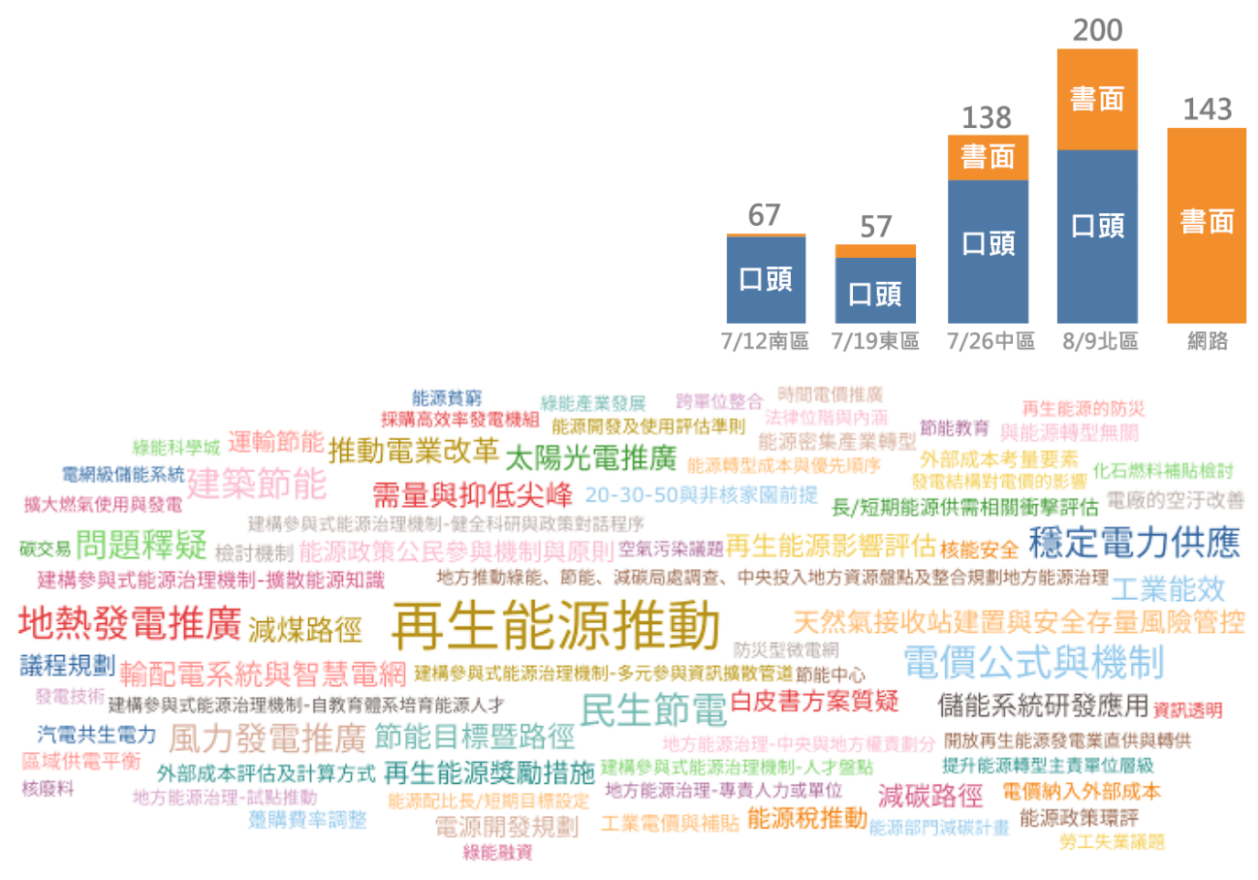 200
書面
143
138
書面
67
57
口頭
書面
口頭
口頭
口頭
7/12南區
7/19東區
7/26中區
8/9北區
網路
能源貧窮
綠能產業發展
跨單位整合
時間電價推廣
採購高效率發電機組
能源開發及使用評估準則
法律位階與內涵
再生能源的防災
綠能科學城
運輸節能
推動電業改革
太陽光電推廣
能源密集產業轉型
節能教育
與能源轉型無關
電網級儲能系統
建築節能
需量與抑低尖峰
能源轉型成本與優先順序
外部成本考量要素
化石燃料補貼檢討
發電結構對電價的影響
擴大燃氣使用與發電
20-30-50與非核家園前提
長/短期能源供需相關衝擊評估
電廠的空汙改善
建構參與式能源治理機制-健全科研與政策對話程序
碳交易
問題釋疑
檢討機制
能源政策公民參與機制與原則
空氣污染議題
再生能源影響評估
核能安全
穩定電力供應
建構參與式能源治理機制-擴散能源知識
地方推動綠能、節能、減碳局處調查、中央投入地方資源盤點及整合規劃地方能源治理
工業能效
地熱發電推廣
減煤路徑
再生能源推動
天然氣接收站建置與安全存量風險管控
防災型微電網
議程規劃
輸配電系統與智慧電網
建構參與式能源治理機制-多元參與資訊擴散管道
節能中心
電價公式與機制
發電技術
建構參與式能源治理機制-自教育體系培育能源人才
民生節電
白皮書方案質疑
儲能系統研發應用
資訊透明
汽電共生電力
風力發電推廣
節能目標暨路徑
地方能源治理-中央與地方權責劃分
開放再生能源發電業直供與轉供
區域供電平衡
外部成本評估及計算方式
再生能源獎勵措施
建構參與式能源治理機制-人才盤點
提升能源轉型主責單位層級
核廢料
地方能源治理-試點推動
能源配比長/短期目標設定
地方能源治理-專責人力或單位
減碳路徑
電價納入外部成本
躉購費率調整
電源開發規劃
工業電價與補貼
能源稅推動
能源部門減碳計畫
能源政策環評
綠能融資
勞工失業議題